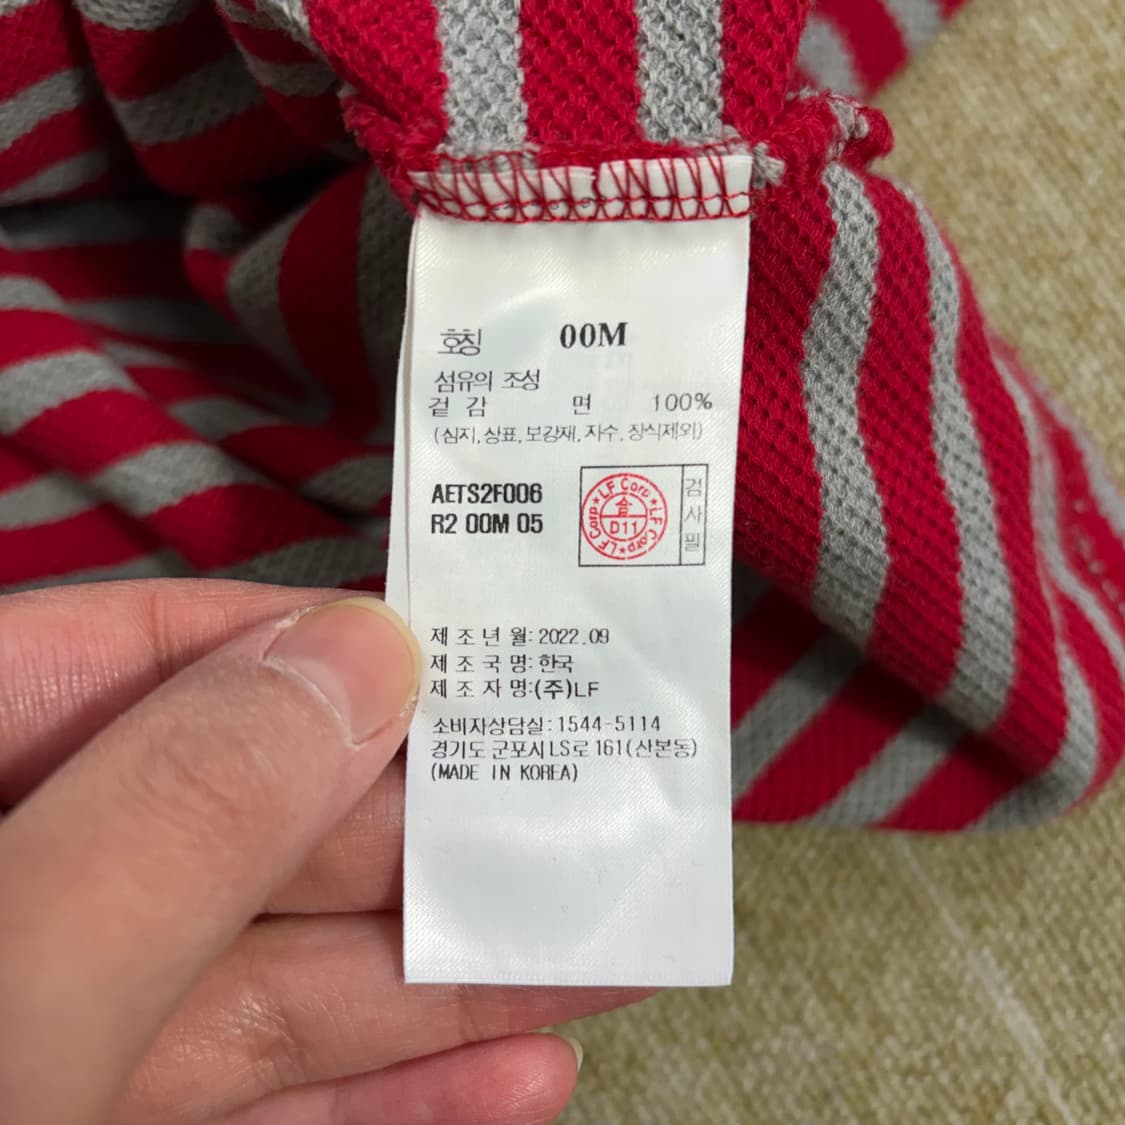 호칭 00M
섬유의 조성
겉 감 면 100%
(심지,상표,보강재,자수,장식제외)
AETS2F006
R2 00M 05
LF Corp★LF Corp★LF Corp★
합
D11
검사필
제 조 년 월: 2022.09
제 조 국 명: 한국
제 조 자 명:(주)LF
소비자상담실: 1544-5114
경기도 군포시 LS로 161(산본동)
(MADE IN KOREA)